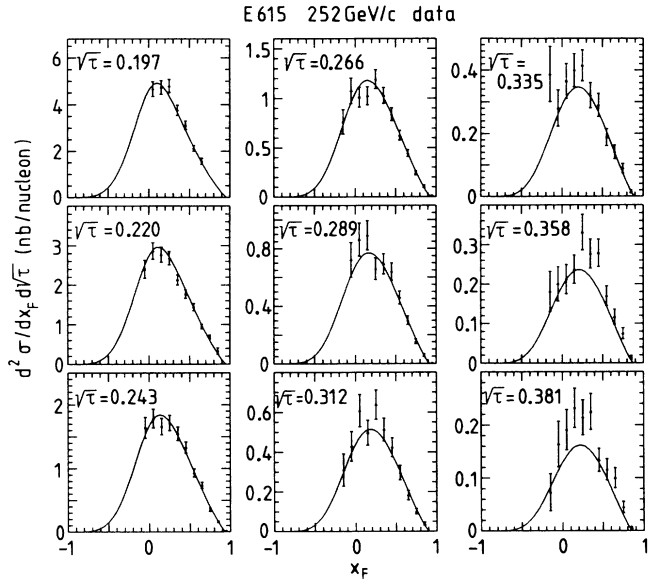 E615 252GeV/c data
d² σ/dx_F d√τ (nb/nucleon)
√τ = 0.197
6
4
2
0
√τ = 0.266
1.5
1.0
0.5
0
√τ = 0.335
0.4
0.2
0
√τ = 0.220
3
2
1
0
√τ = 0.289
0.8
0.4
0
√τ = 0.358
0.3
0.2
0.1
0
√τ = 0.243
2
1
0
√τ = 0.312
0.6
0.4
0.2
0
√τ = 0.381
0.2
0.1
0
-1 0 1 -1 0 1 -1 0 1
x_F